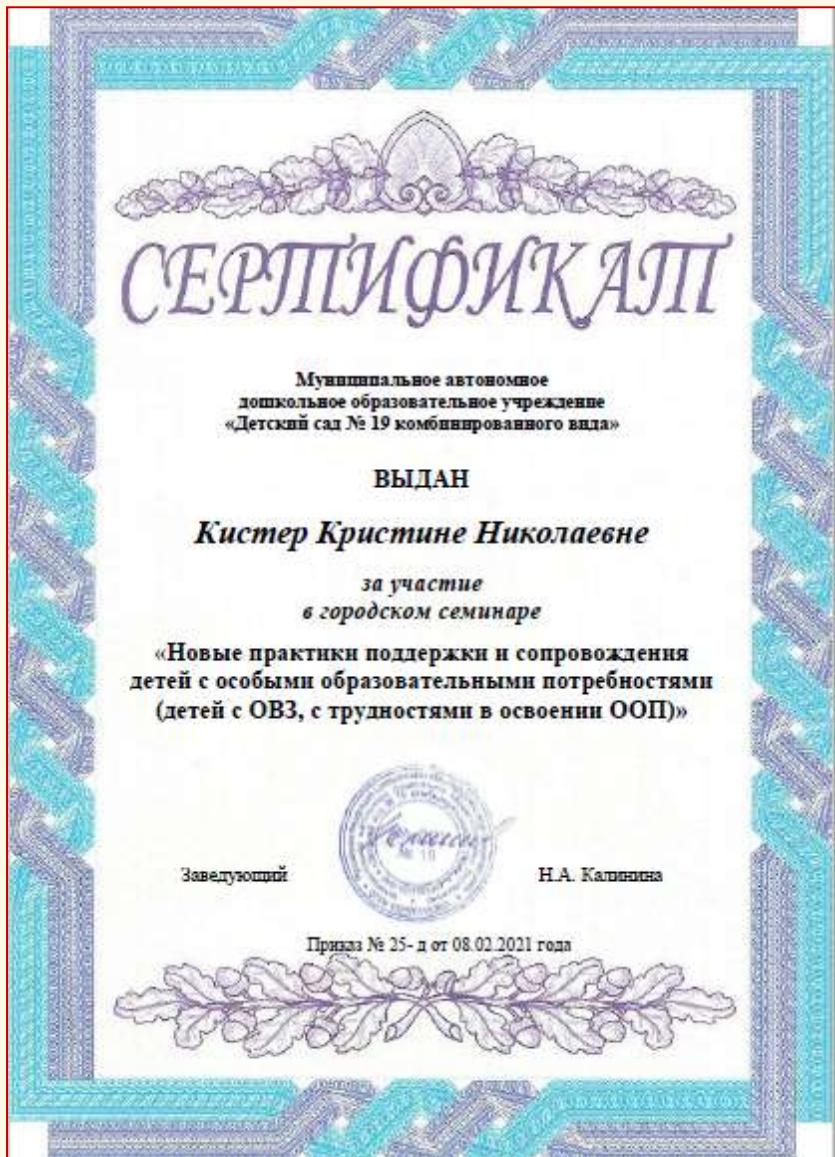 СЕРТИФИКАТ
Муниципальное автономное
дошкольное образовательное учреждение
«Детский сад № 19 комбинированного вида»
ВЫДАН
Кистер Кристине Николаевне
за участие
в городском семинаре
«Новые практики поддержки и сопровождения
детей с особыми образовательными потребностями
(детей с ОВЗ, с трудностями в освоении ООП)»
№ 19
Заведующий Н.А. Калинина
Приказ № 25- д от 08.02.2021 года